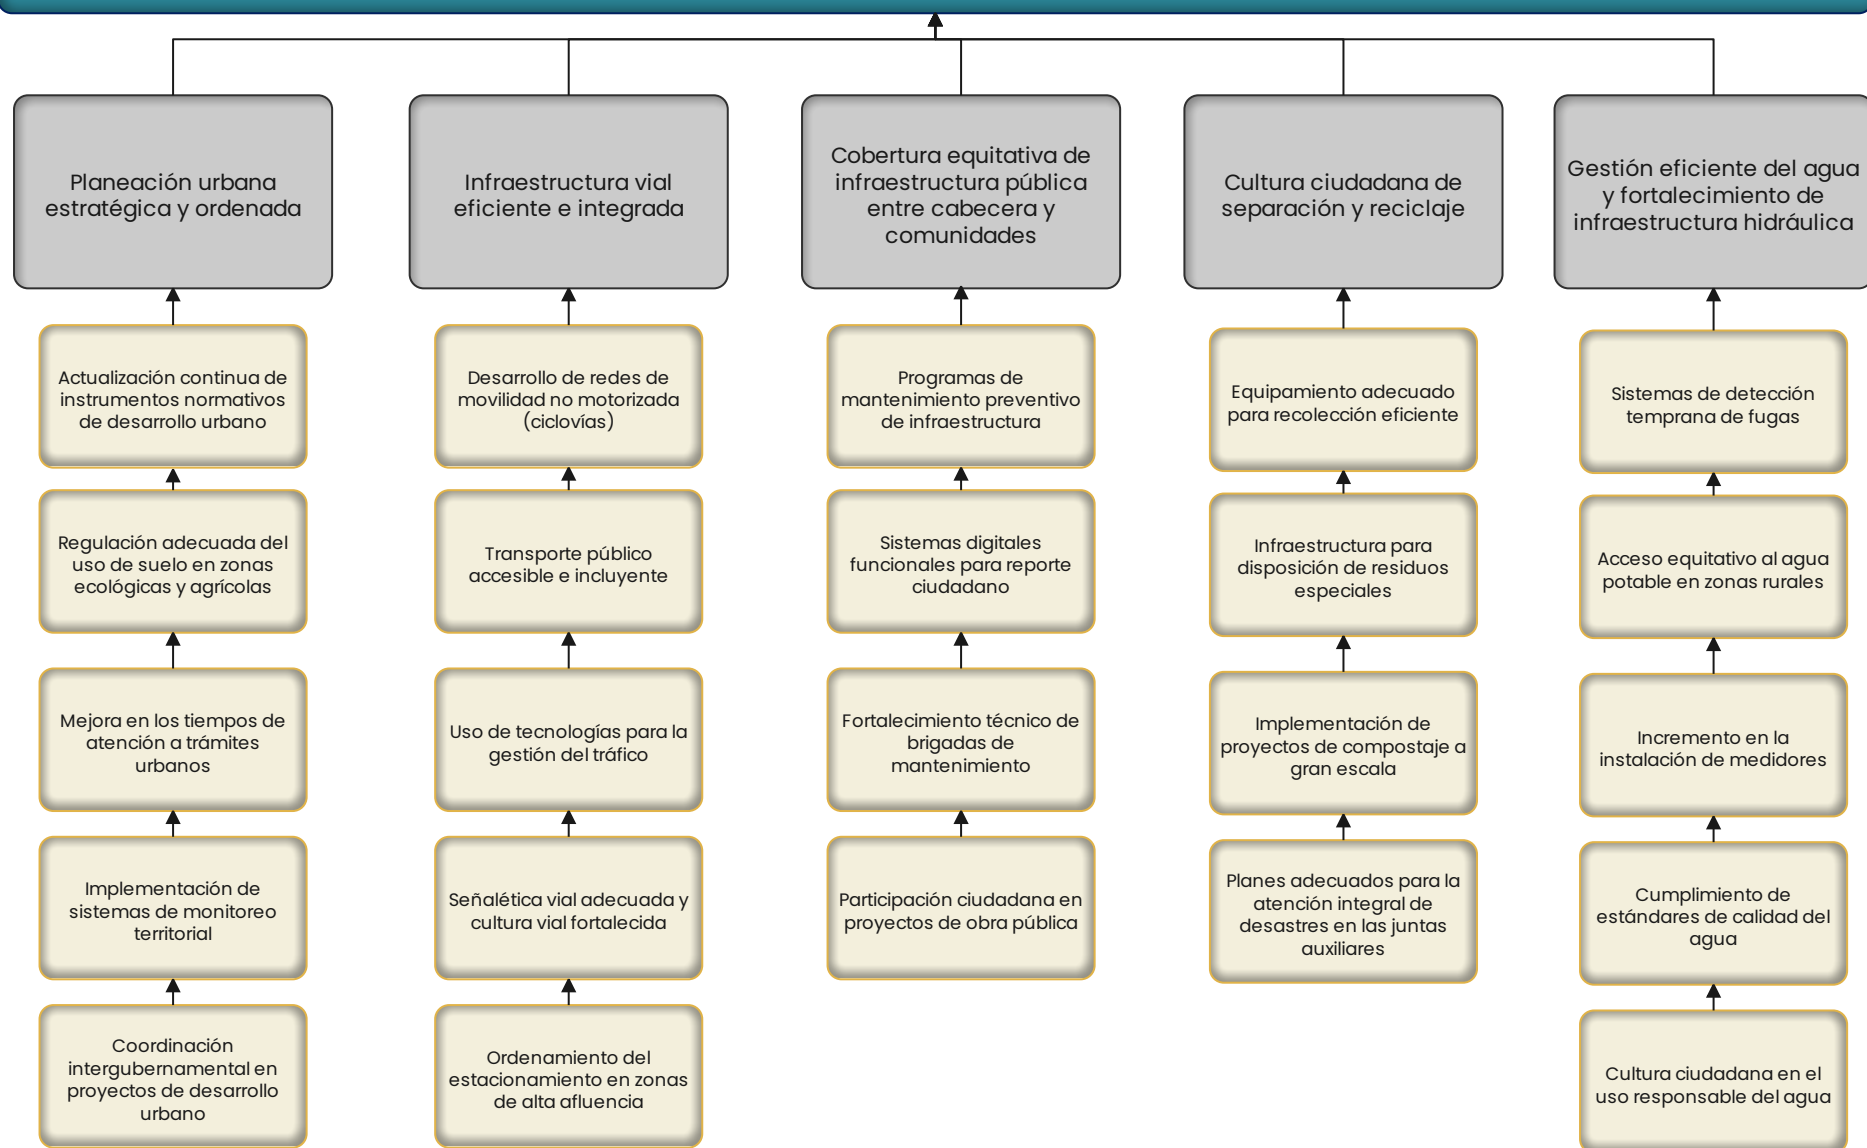 Planeación urbana
estratégica y ordenada
Actualización continua de
instrumentos normativos
de desarrollo urbano
Regulación adecuada del
uso de suelo en zonas
ecológicas y agrícolas
Mejora en los tiempos de
atención a trámites
urbanos
Implementación de
sistemas de monitoreo
territorial
Coordinación
intergubernamental en
proyectos de desarrollo
urbano
Infraestructura vial
eficiente e integrada
Desarrollo de redes de
movilidad no motorizada
(ciclovías)
Transporte público
accesible e incluyente
Uso de tecnologías para la
gestión del tráfico
Señalética vial adecuada y
cultura vial fortalecida
Ordenamiento del
estacionamiento en zonas
de alta afluencia
Cobertura equitativa de
infraestructura pública
entre cabecera y
comunidades
Programas de
mantenimiento preventivo
de infraestructura
Sistemas digitales
funcionales para reporte
ciudadano
Fortalecimiento técnico de
brigadas de
mantenimiento
Participación ciudadana en
proyectos de obra pública
Cultura ciudadana de
separación y reciclaje
Equipamiento adecuado
para recolección eficiente
Infraestructura para
disposición de residuos
especiales
Implementación de
proyectos de compostaje a
gran escala
Planes adecuados para la
atención integral de
desastres en las juntas
auxiliares
Gestión eficiente del agua
y fortalecimiento de
infraestructura hidráulica
Sistemas de detección
temprana de fugas
Acceso equitativo al agua
potable en zonas rurales
Incremento en la
instalación de medidores
Cumplimiento de
estándares de calidad del
agua
Cultura ciudadana en el
uso responsable del agua